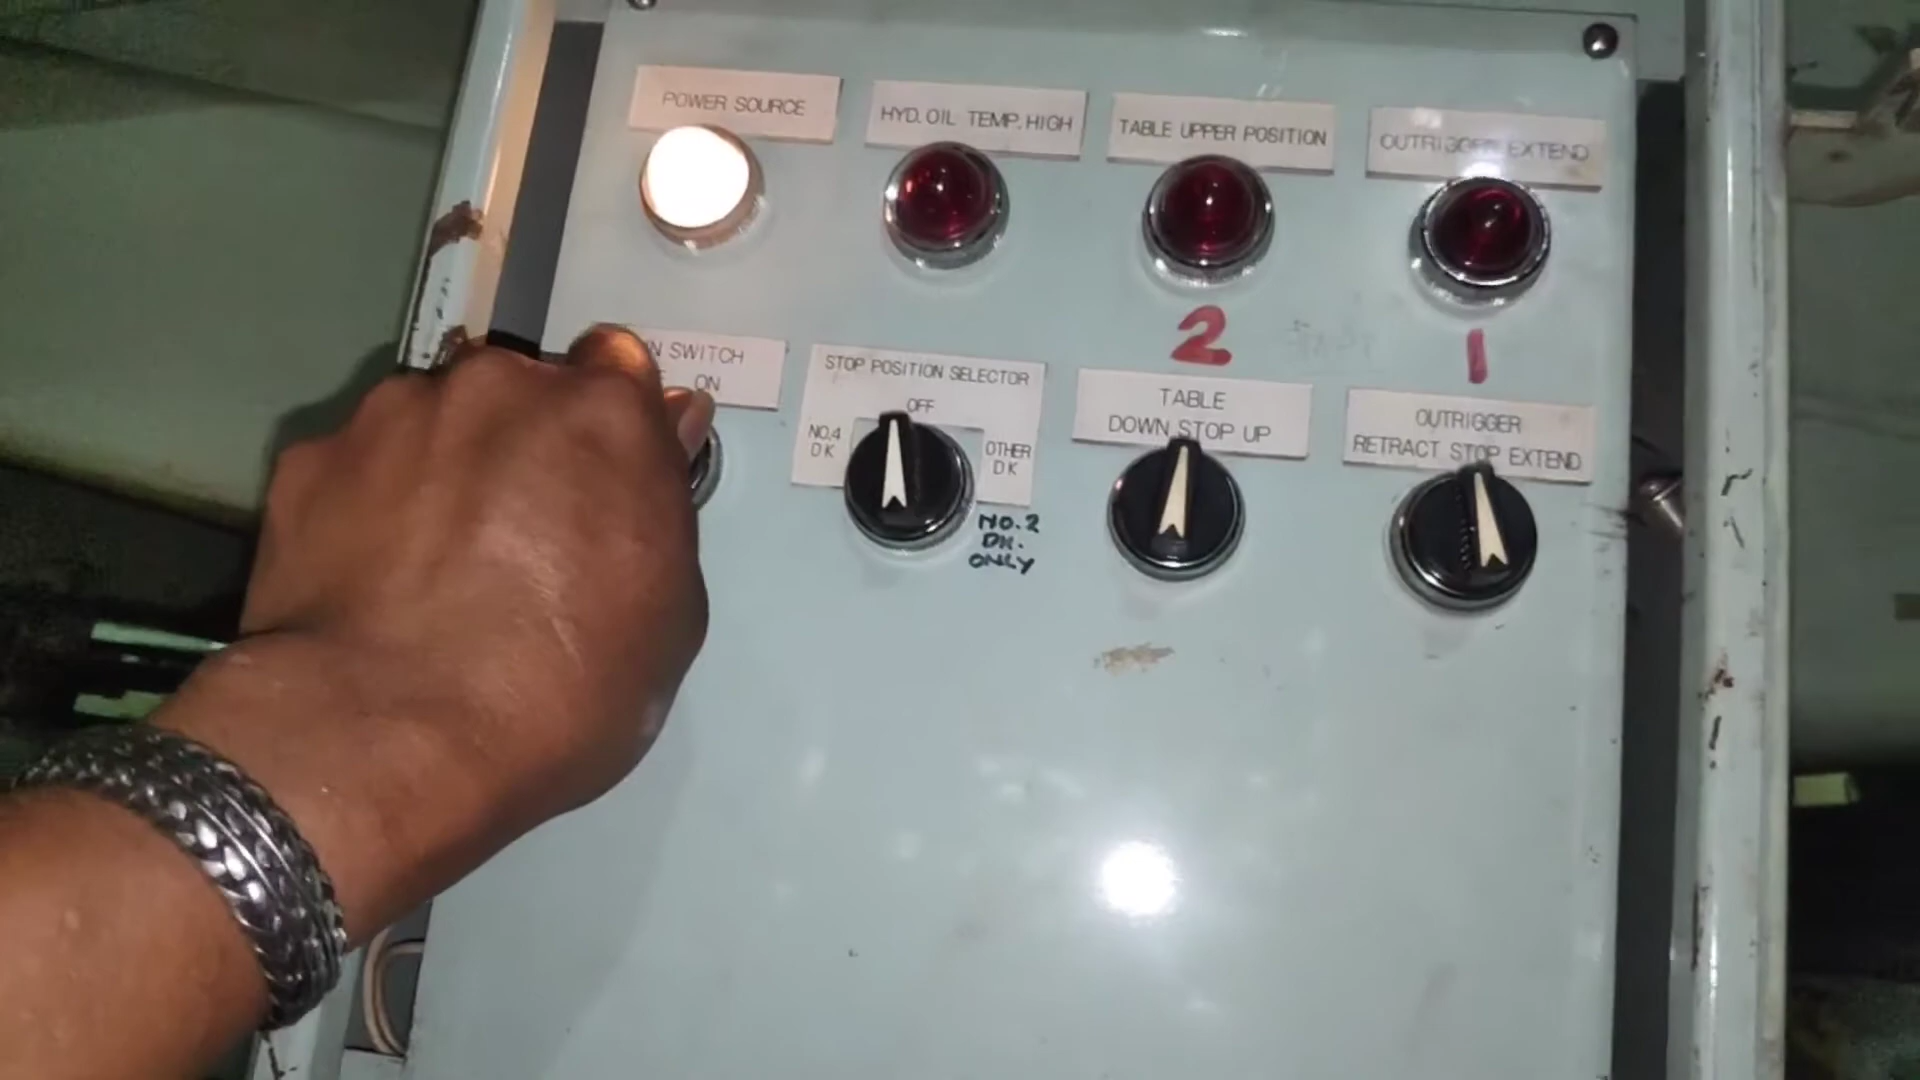 POWER SOURCE
HYD. OIL TEMP. HIGH
TABLE UPPER POSITION
OUTRIGGER EXTEND
2
1
SWITCH
ON
STOP POSITION SELECTOR
OFF
NO.4
DK
OTHER
DK
NO.2
DK.
ONLY
TABLE
DOWN STOP UP
OUTRIGGER
RETRACT STOP EXTEND